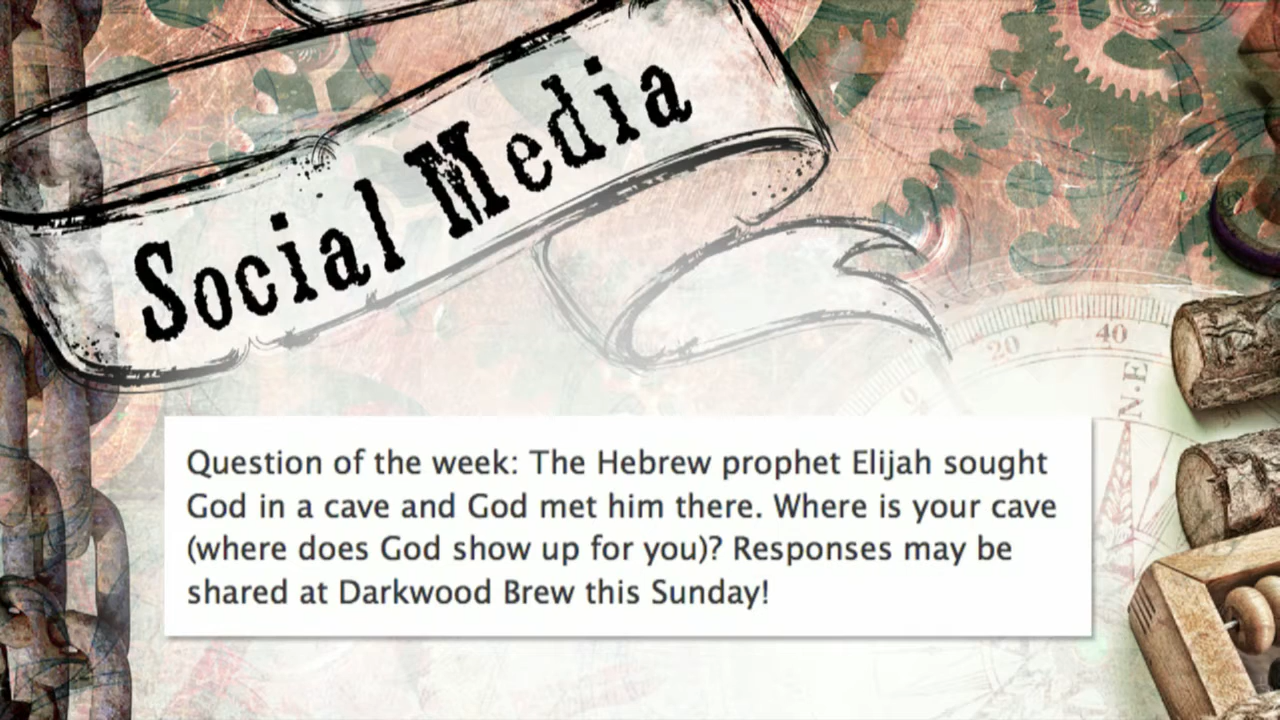 Social Media
20
40
N.E
Question of the week: The Hebrew prophet Elijah sought
God in a cave and God met him there. Where is your cave
(where does God show up for you)? Responses may be
shared at Darkwood Brew this Sunday!